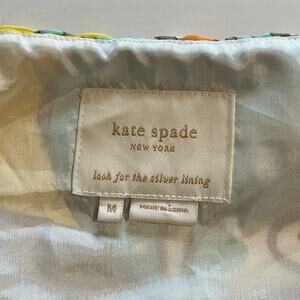 kate spade
NEW YORK
look for the silver lining
M
MADE IN CHINA